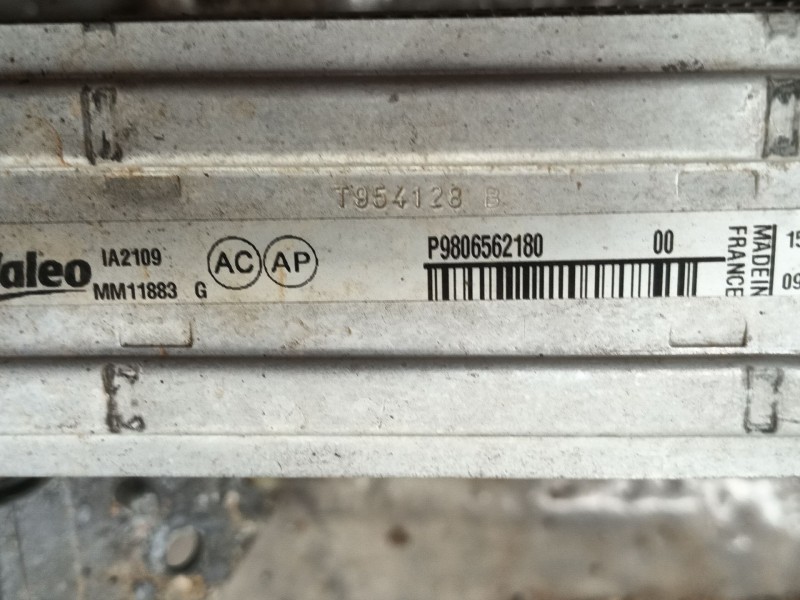 T954128 B
Valeo IA2109 AC AP P9806562180 00 MADE IN FRANCE 15
MM11883 G 09